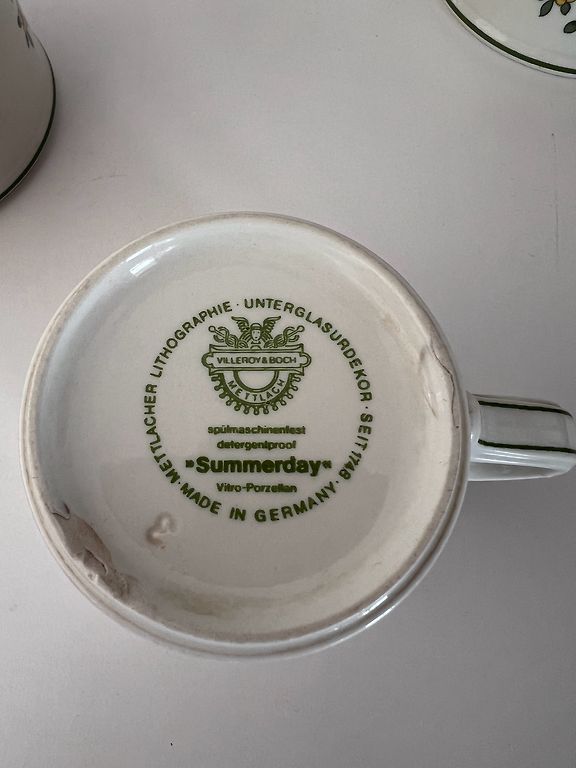 METTLACHER LITHOGRAPHIE · UNTERGLASURDEKOR · SEIT 1748 ·
VILLEROY & BOCH
METTLACH
spülmaschinenfest
detergentproof
»Summerday«
Vitro-Porzellan
MADE IN GERMANY ·